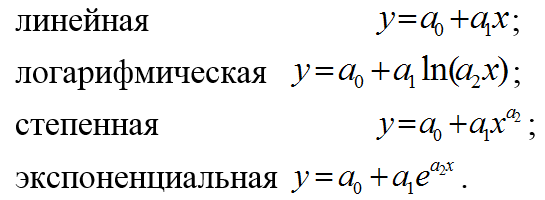 линейная y = a₀ + a₁x;
логарифмическая y = a₀ + a₁ ln(a₂x);
степенная y = a₀ + a₁x^{a₂};
экспоненциальная y = a₀ + a₁e^{a₂x}.